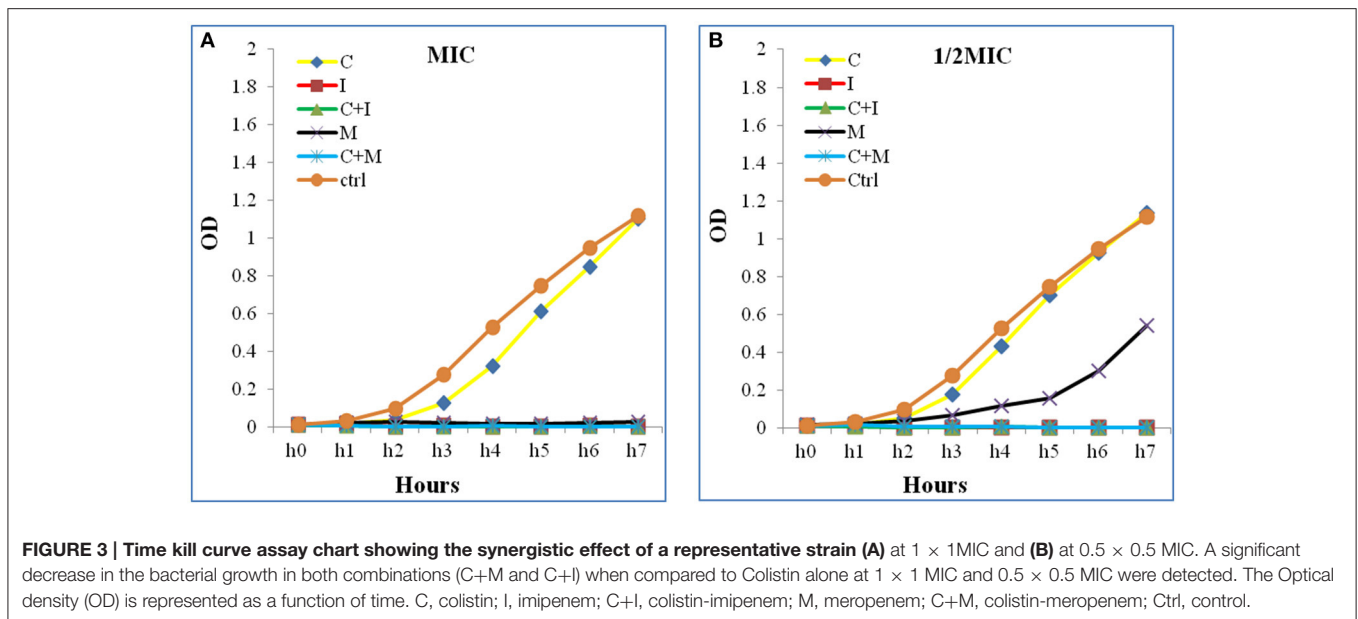 A
MIC
2
1.8
1.6
1.4
1.2
1
0.8
0.6
0.4
0.2
0
OD
C
I
C+I
M
C+M
ctrl
h0 h1 h2 h3 h4 h5 h6 h7
Hours
B
1/2MIC
2
1.8
1.6
1.4
1.2
1
0.8
0.6
0.4
0.2
0
OD
C
I
C+I
M
C+M
Ctrl
h0 h1 h2 h3 h4 h5 h6 h7
Hours
FIGURE 3 | Time kill curve assay chart showing the synergistic effect of a representative strain (A) at 1 × 1MIC and (B) at 0.5 × 0.5 MIC. A significant
decrease in the bacterial growth in both combinations (C+M and C+I) when compared to Colistin alone at 1 × 1 MIC and 0.5 × 0.5 MIC were detected. The Optical
density (OD) is represented as a function of time. C, colistin; I, imipenem; C+I, colistin-imipenem; M, meropenem; C+M, colistin-meropenem; Ctrl, control.